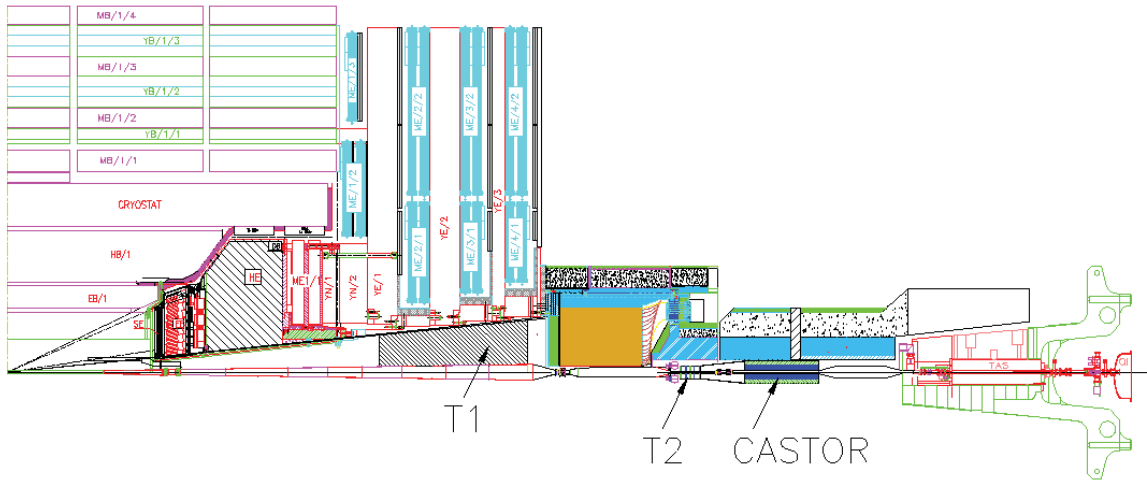 MB/1/4
YB/1/3
MB/1/3
YB/1/2
MB/1/2
YB/1/1
MB/1/1
CRYOSTAT
HB/1
EB/1
SE
HE
ME1/1
YN/1
YN/2
YE/1
ME/1/3
ME/1/2
ME/2/2
ME/2/1
YE/2
ME/3/2
ME/3/1
YE/3
ME/4/2
ME/4/1
TAS
Q1
T1
T2
CASTOR